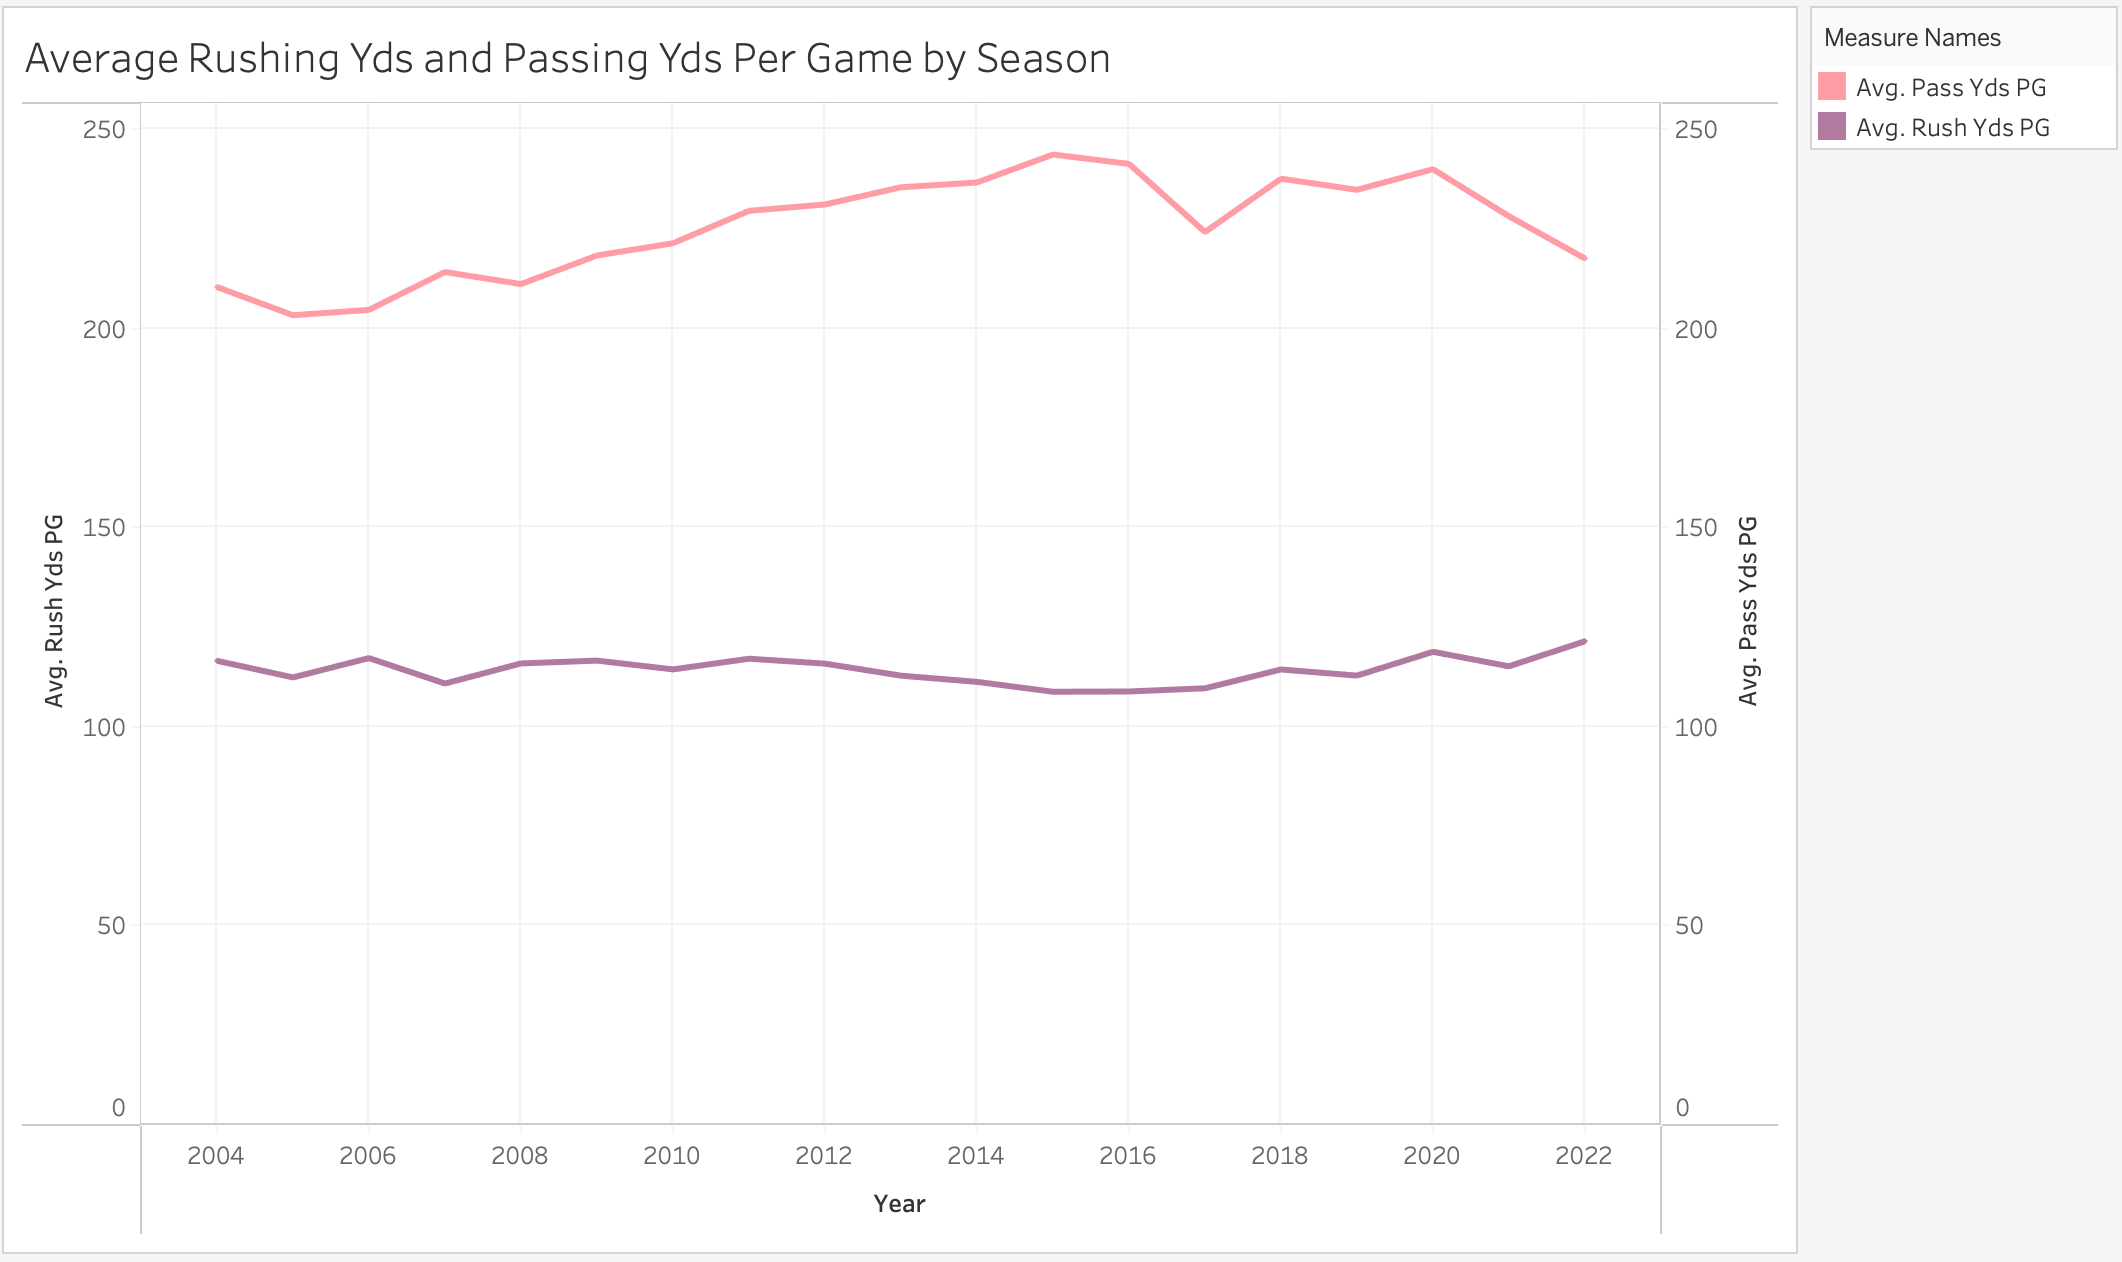 Average Rushing Yds and Passing Yds Per Game by Season
Measure Names
Avg. Pass Yds PG
Avg. Rush Yds PG
250
200
150
100
50
0
Avg. Rush Yds PG
250
200
150
100
50
0
Avg. Pass Yds PG
2004 2006 2008 2010 2012 2014 2016 2018 2020 2022
Year